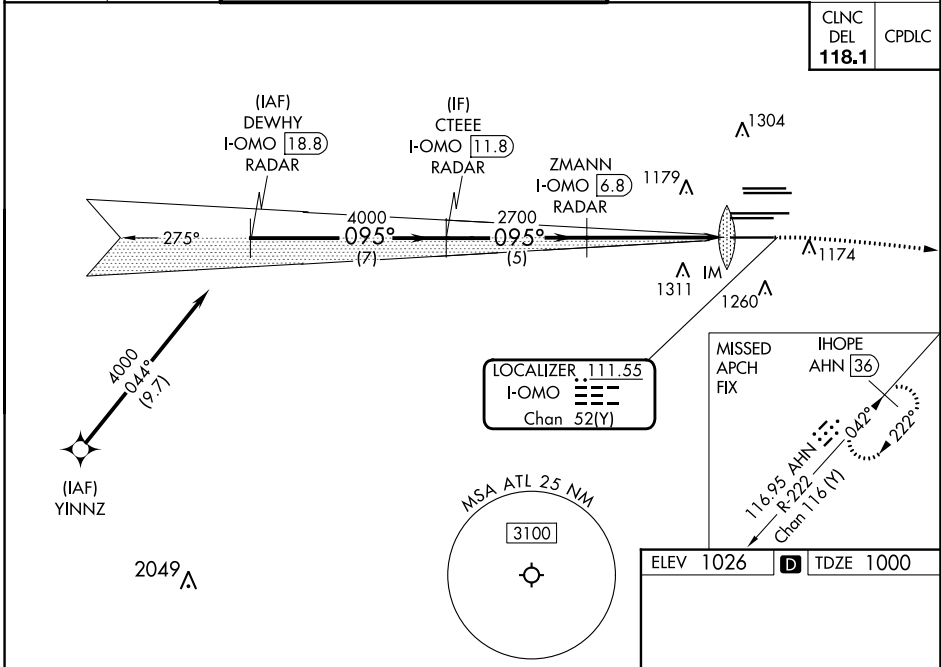 CLNC
DEL
118.1
CPDLC
(IAF)
DEWHY
I-OMO 18.8
RADAR
(IF)
CTEEE
I-OMO 11.8
RADAR
ZMANN
I-OMO 6.8
RADAR
1304
1179
275°
4000
095°
(7)
2700
095°
(5)
IM
1311
1260
1174
4000
044°
(9.7)
(IAF)
YINNZ
LOCALIZER 111.55
I-OMO
Chan 52(Y)
MISSED
APCH
FIX
IHOPE
AHN 36
042°
222°
116.95 AHN
R-222
Chan 116 (Y)
MSA ATL 25 NM
3100
2049
ELEV 1026 D TDZE 1000